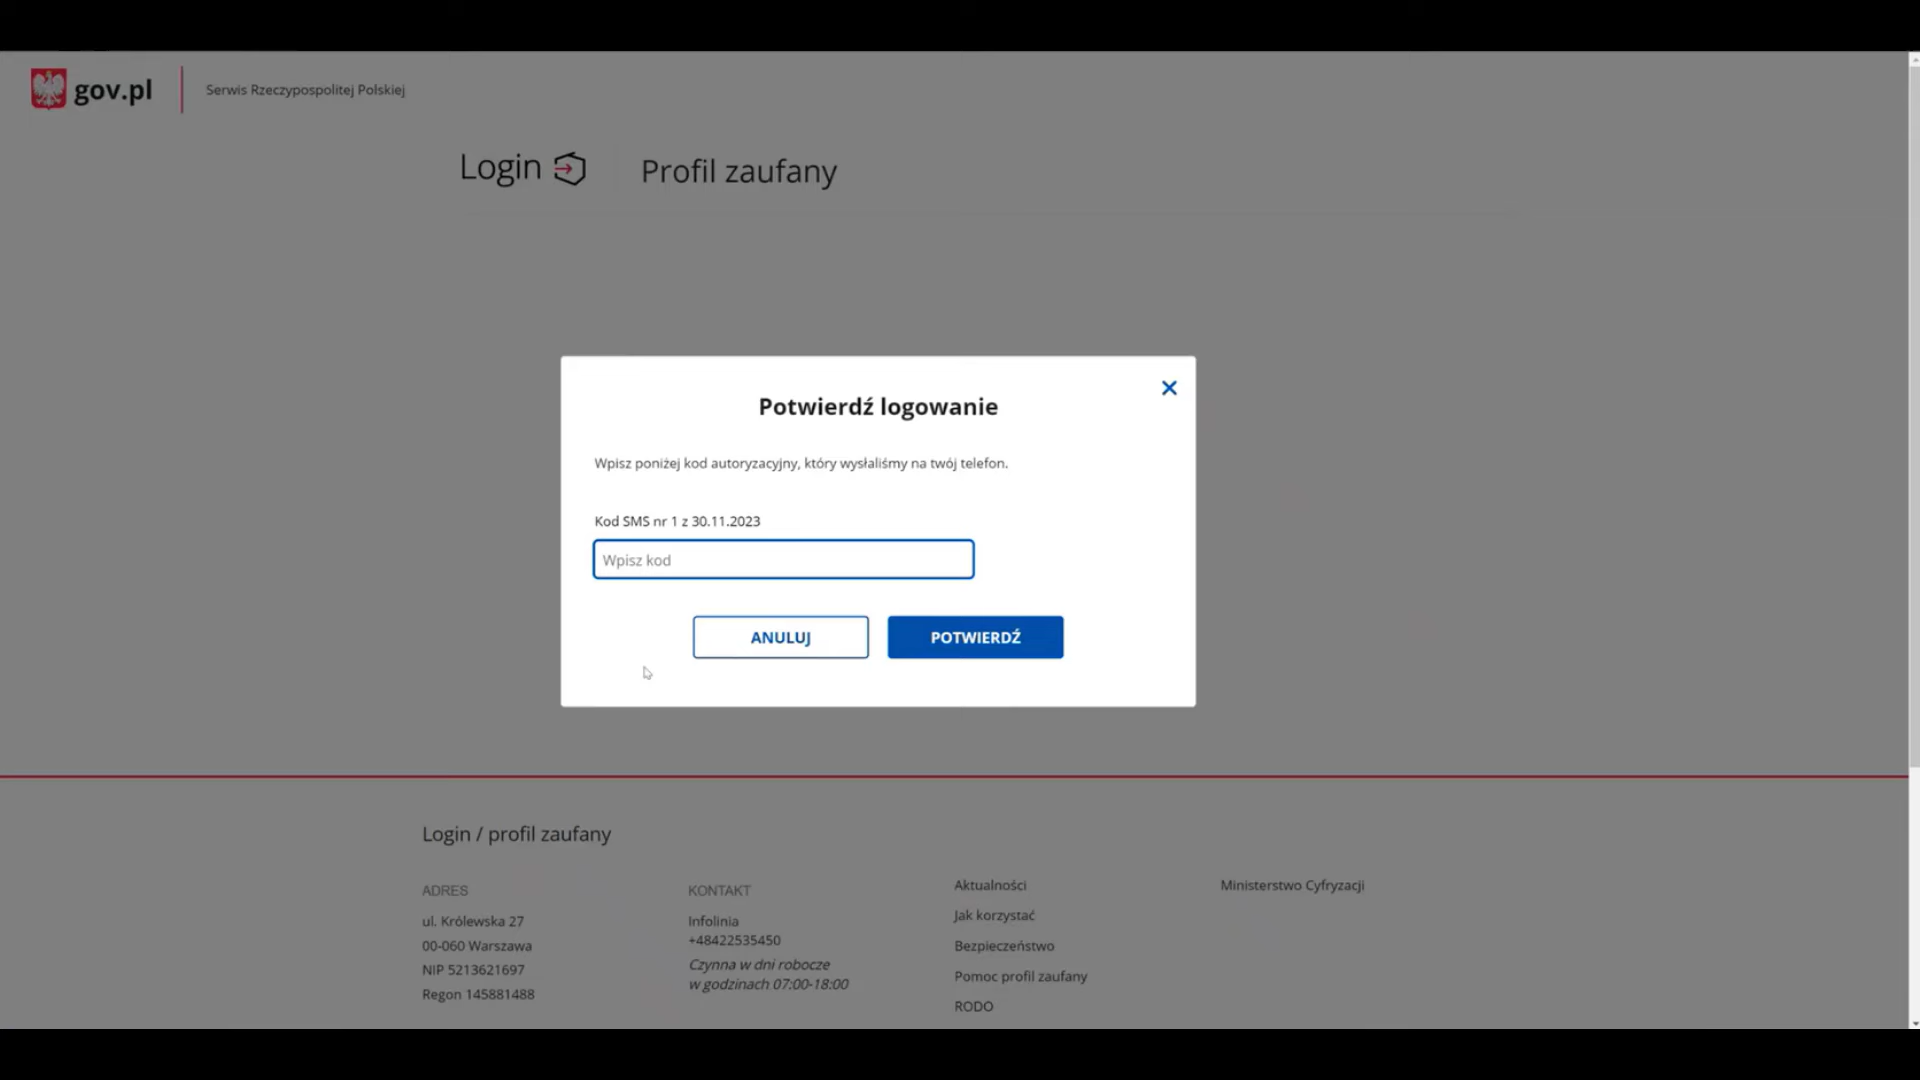 gov.pl
Serwis Rzeczypospolitej Polskiej
Login
Profil zaufany
Potwierdź logowanie
Wpisz poniżej kod autoryzacyjny, który wysłaliśmy na twój telefon.
Kod SMS nr 1 z 30.11.2023
Wpisz kod
ANULUJ
POTWIERDŹ
Login / profil zaufany
ADRES
ul. Królewska 27
00-060 Warszawa
NIP 5213621697
Regon 145881488
KONTAKT
Infolinia
+48422535450
Czynna w dni robocze
w godzinach 07:00-18:00
Aktualności
Jak korzystać
Bezpieczeństwo
Pomoc profil zaufany
RODO
Ministerstwo Cyfryzacji